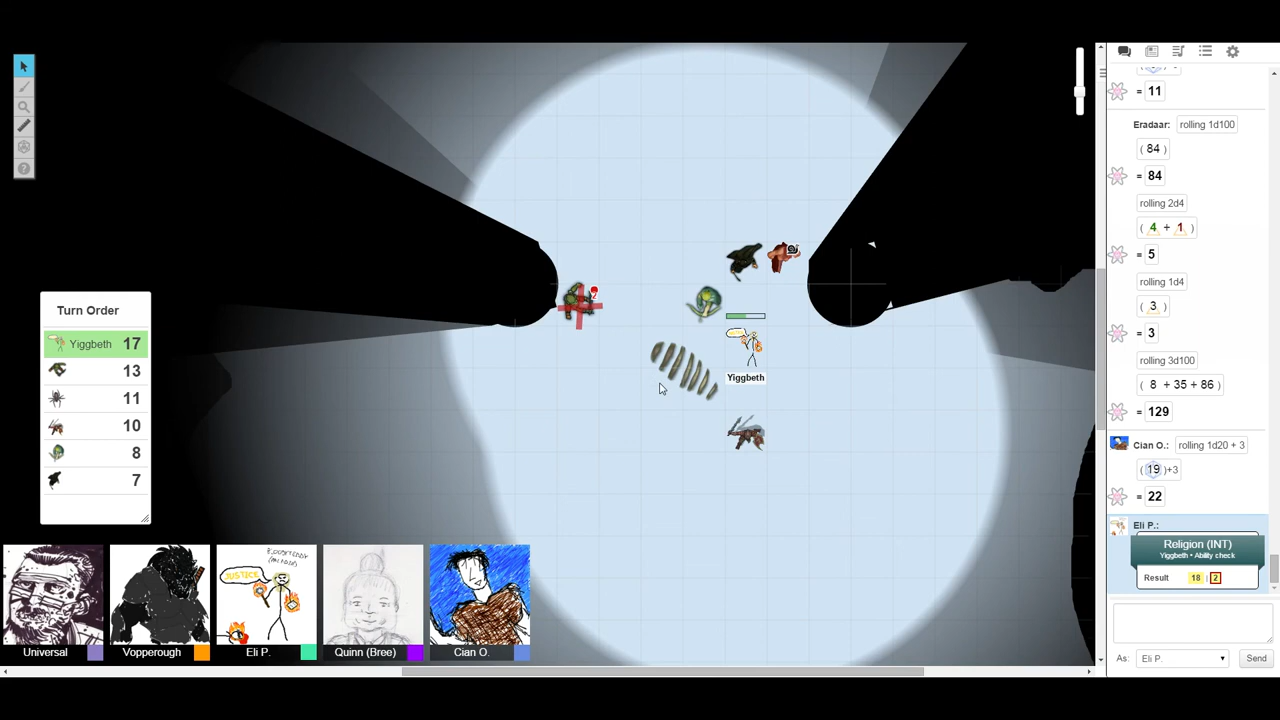 = 11
Eradaar: rolling 1d100
( 84 )
= 84
rolling 2d4
( 4 + 1 )
= 5
rolling 1d4
( 3 )
= 3
rolling 3d100
( 8 + 35 + 86 )
= 129
Cian O.: rolling 1d20 + 3
( 19 )+3
= 22
Eli P.:
Religion (INT)
Yiggbeth • Ability check
Result 18 | 2
As: Eli P.
Send
Turn Order
Yiggbeth 17
13
11
10
8
7
2
Yiggbeth
JUSTICE
Universal
Vopperough
Eli P.
Quinn (Bree)
Cian O.